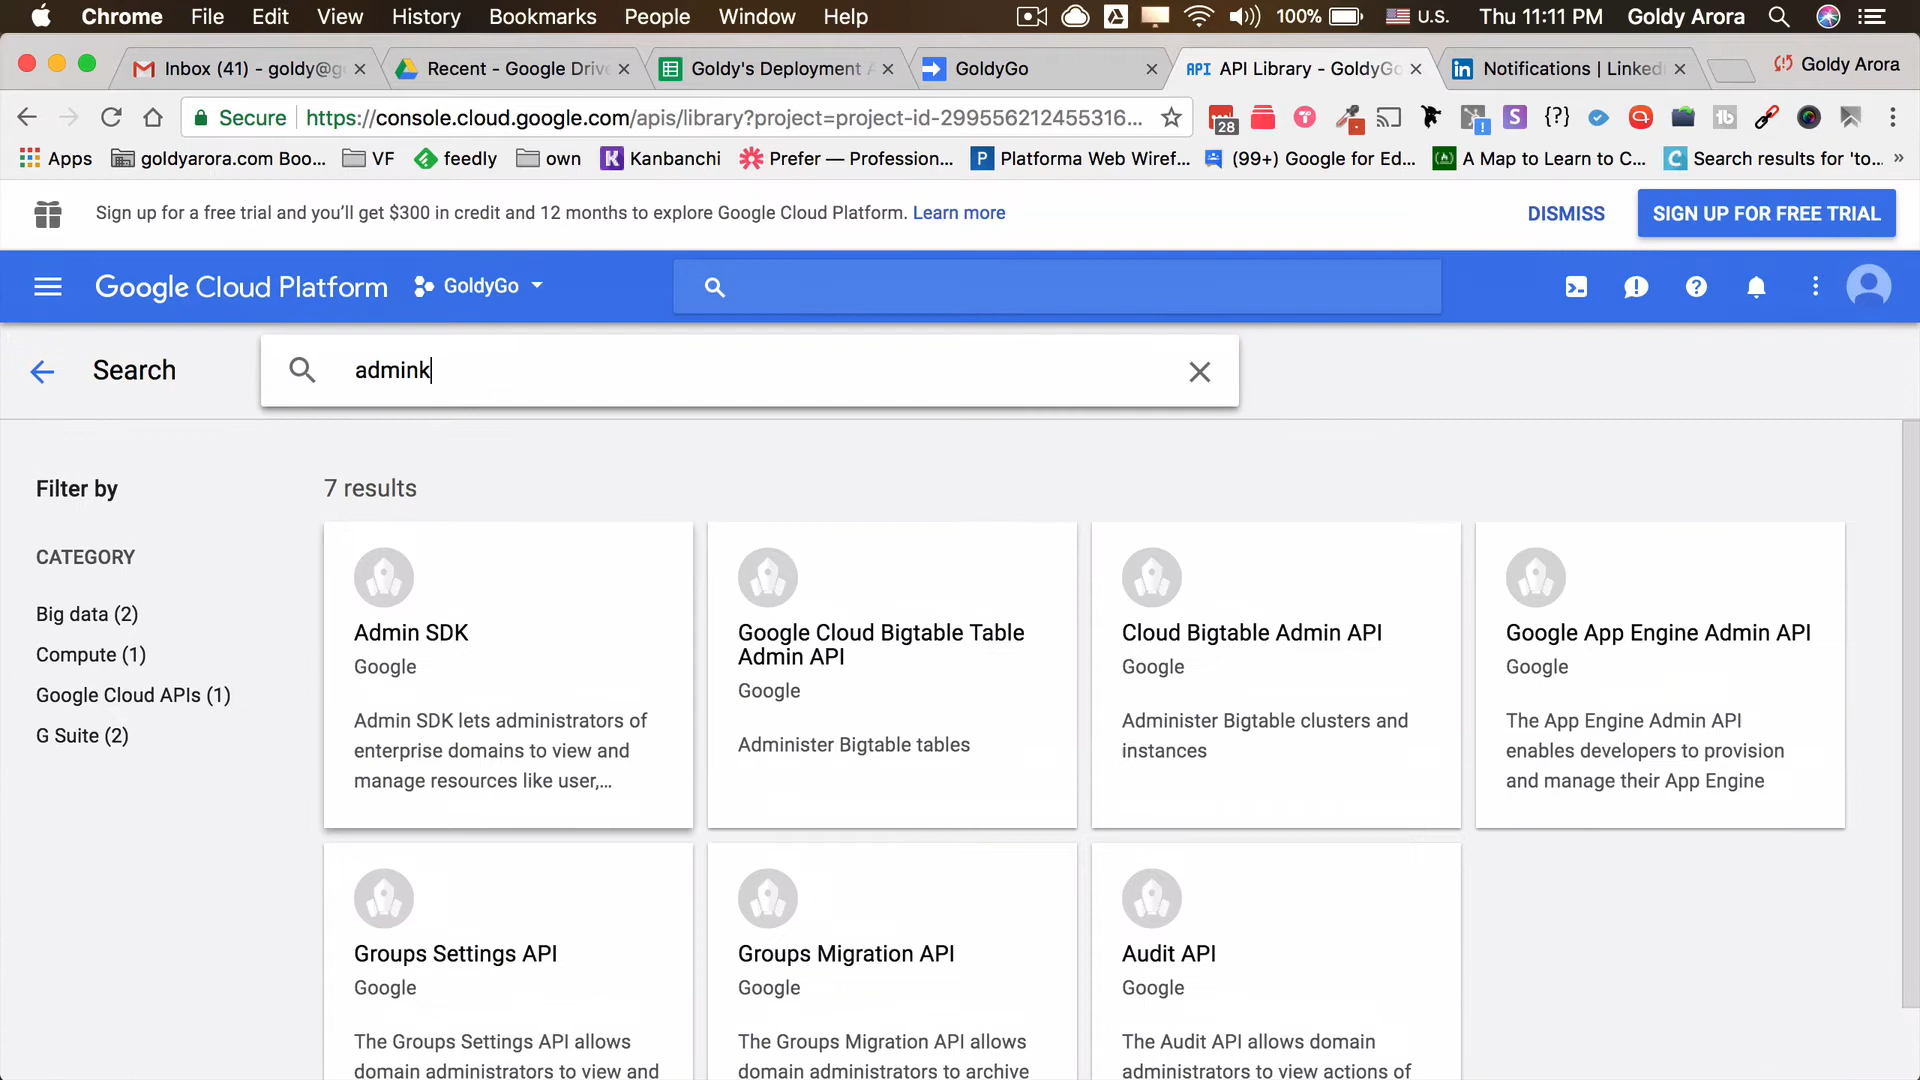 Chrome File Edit View History Bookmarks People Window Help 100% U.S. Thu 11:11 PM Goldy Arora
Inbox (41) - goldy@g Recent - Google Drive Goldy's Deployment A GoldyGo API API Library - GoldyGo in Notifications | Linked Goldy Arora
Secure https://console.cloud.google.com/apis/library?project=project-id-299556212455316... 28 S {?} tb
Apps goldyarora.com Boo... VF feedly own K Kanbanchi Prefer — Profession... P Platforma Web Wiref... (99+) Google for Ed... A Map to Learn to C... C Search results for 'to... »
Sign up for a free trial and you'll get $300 in credit and 12 months to explore Google Cloud Platform. Learn more DISMISS SIGN UP FOR FREE TRIAL
Google Cloud Platform GoldyGo
Search admink
Filter by
7 results
CATEGORY
Big data (2)
Compute (1)
Google Cloud APIs (1)
G Suite (2)
Admin SDK
Google
Admin SDK lets administrators of
enterprise domains to view and
manage resources like user,...
Google Cloud Bigtable Table
Admin API
Google
Administer Bigtable tables
Cloud Bigtable Admin API
Google
Administer Bigtable clusters and
instances
Google App Engine Admin API
Google
The App Engine Admin API
enables developers to provision
and manage their App Engine
Groups Settings API
Google
The Groups Settings API allows
domain administrators to view and
Groups Migration API
Google
The Groups Migration API allows
domain administrators to archive
Audit API
Google
The Audit API allows domain
administrators to view actions of